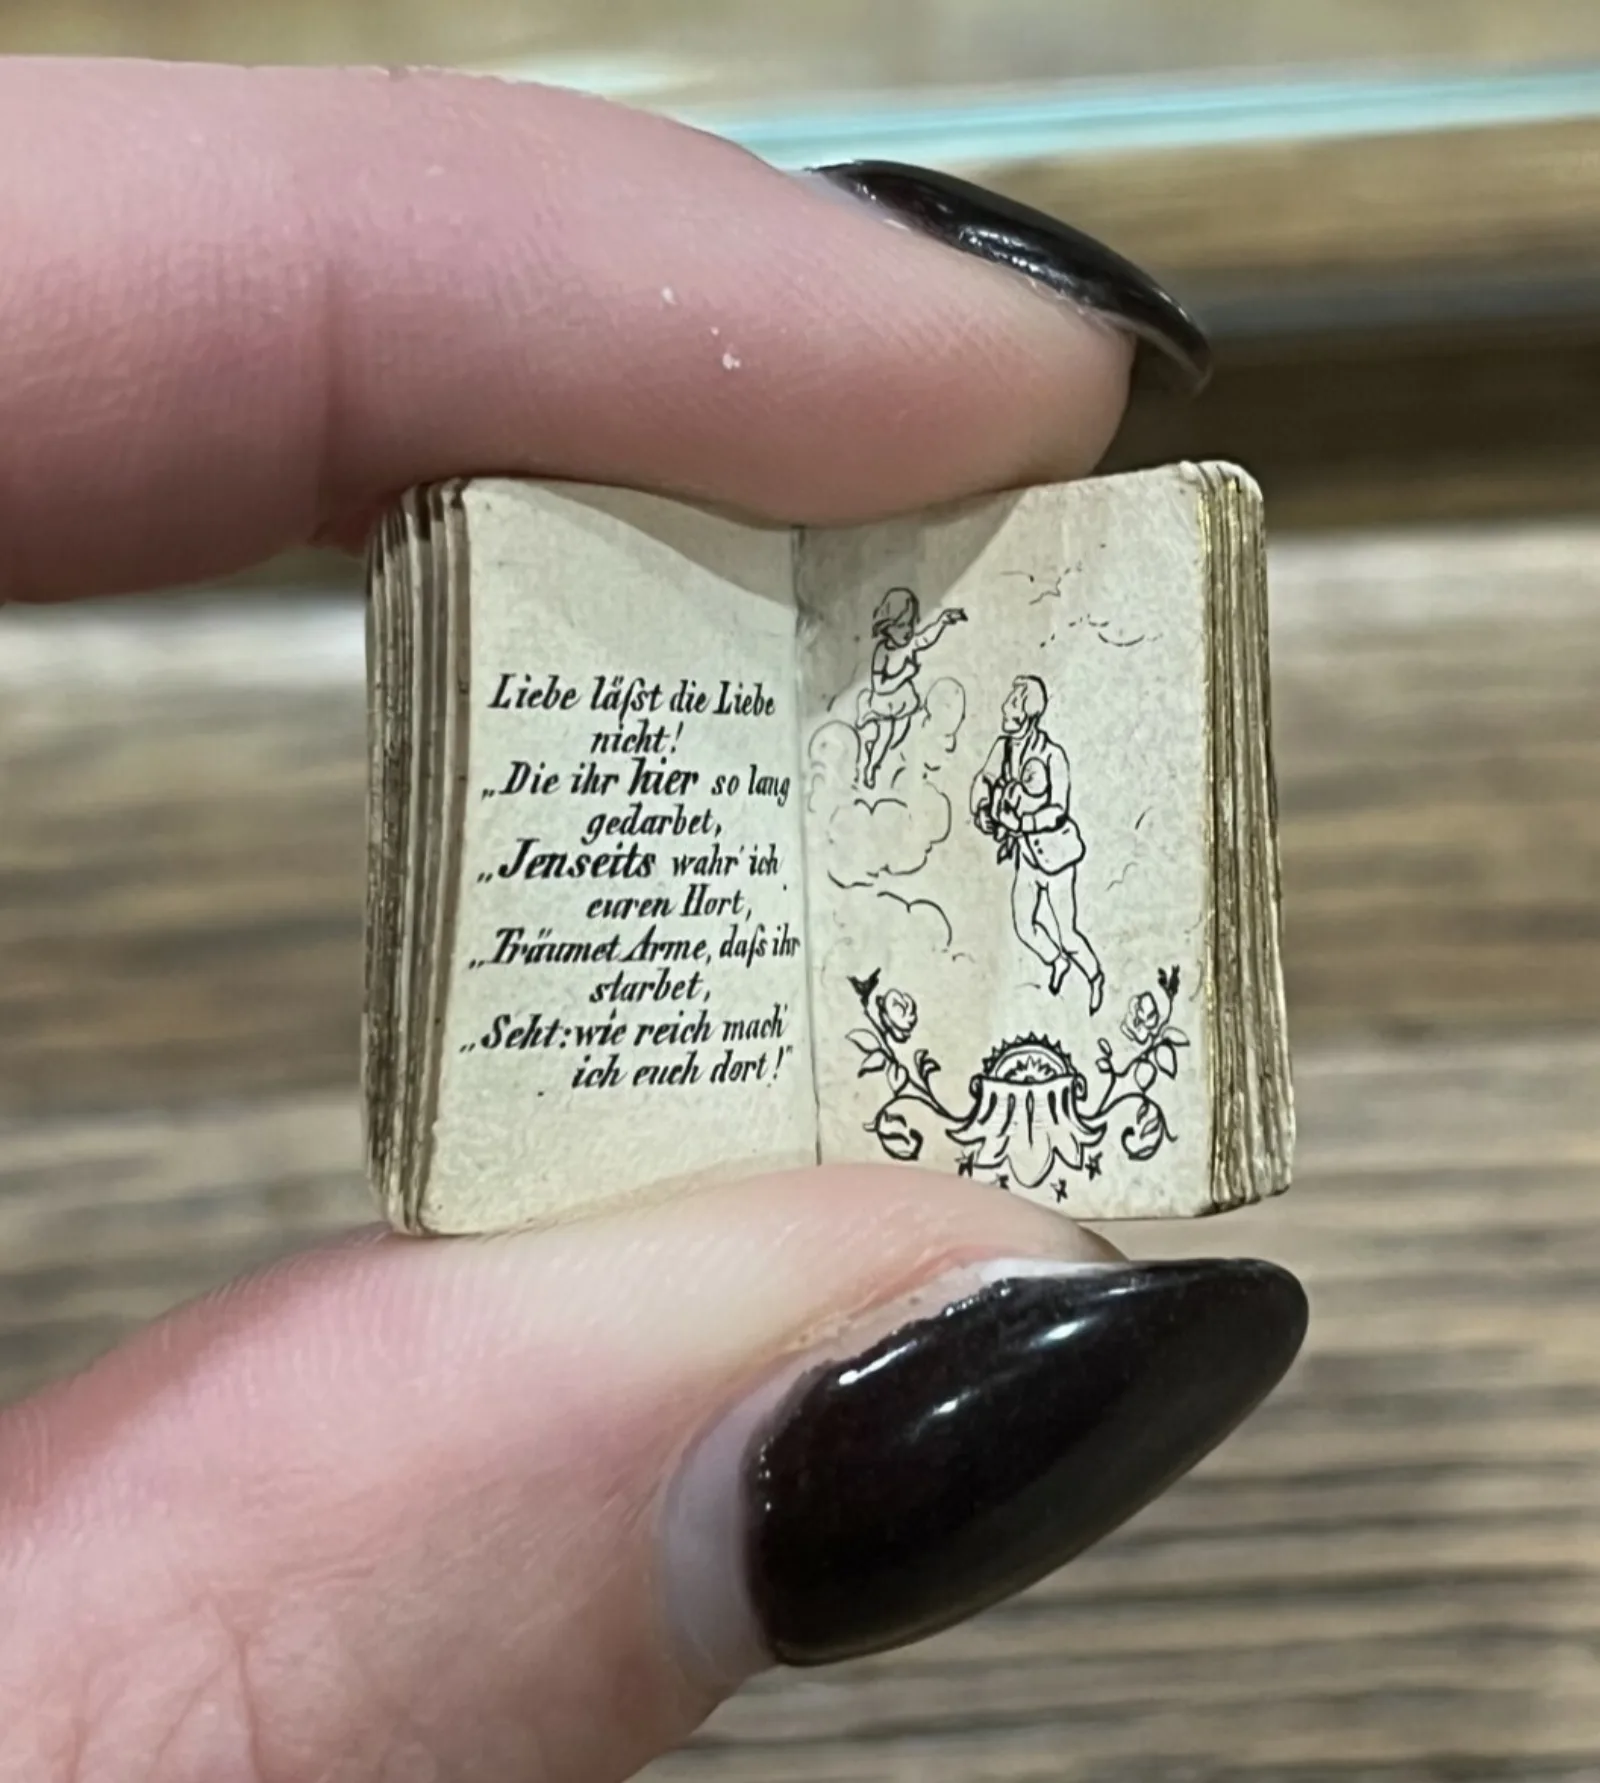 Liebe läſst die Liebe
nicht!
„Die ihr hier so lang
gedarbet,
„Jenseits wahr' ich
euren Hort,
„Träumet Arme, daſs ihr
starbet,
„Seht: wie reich mach'
ich euch dort!"